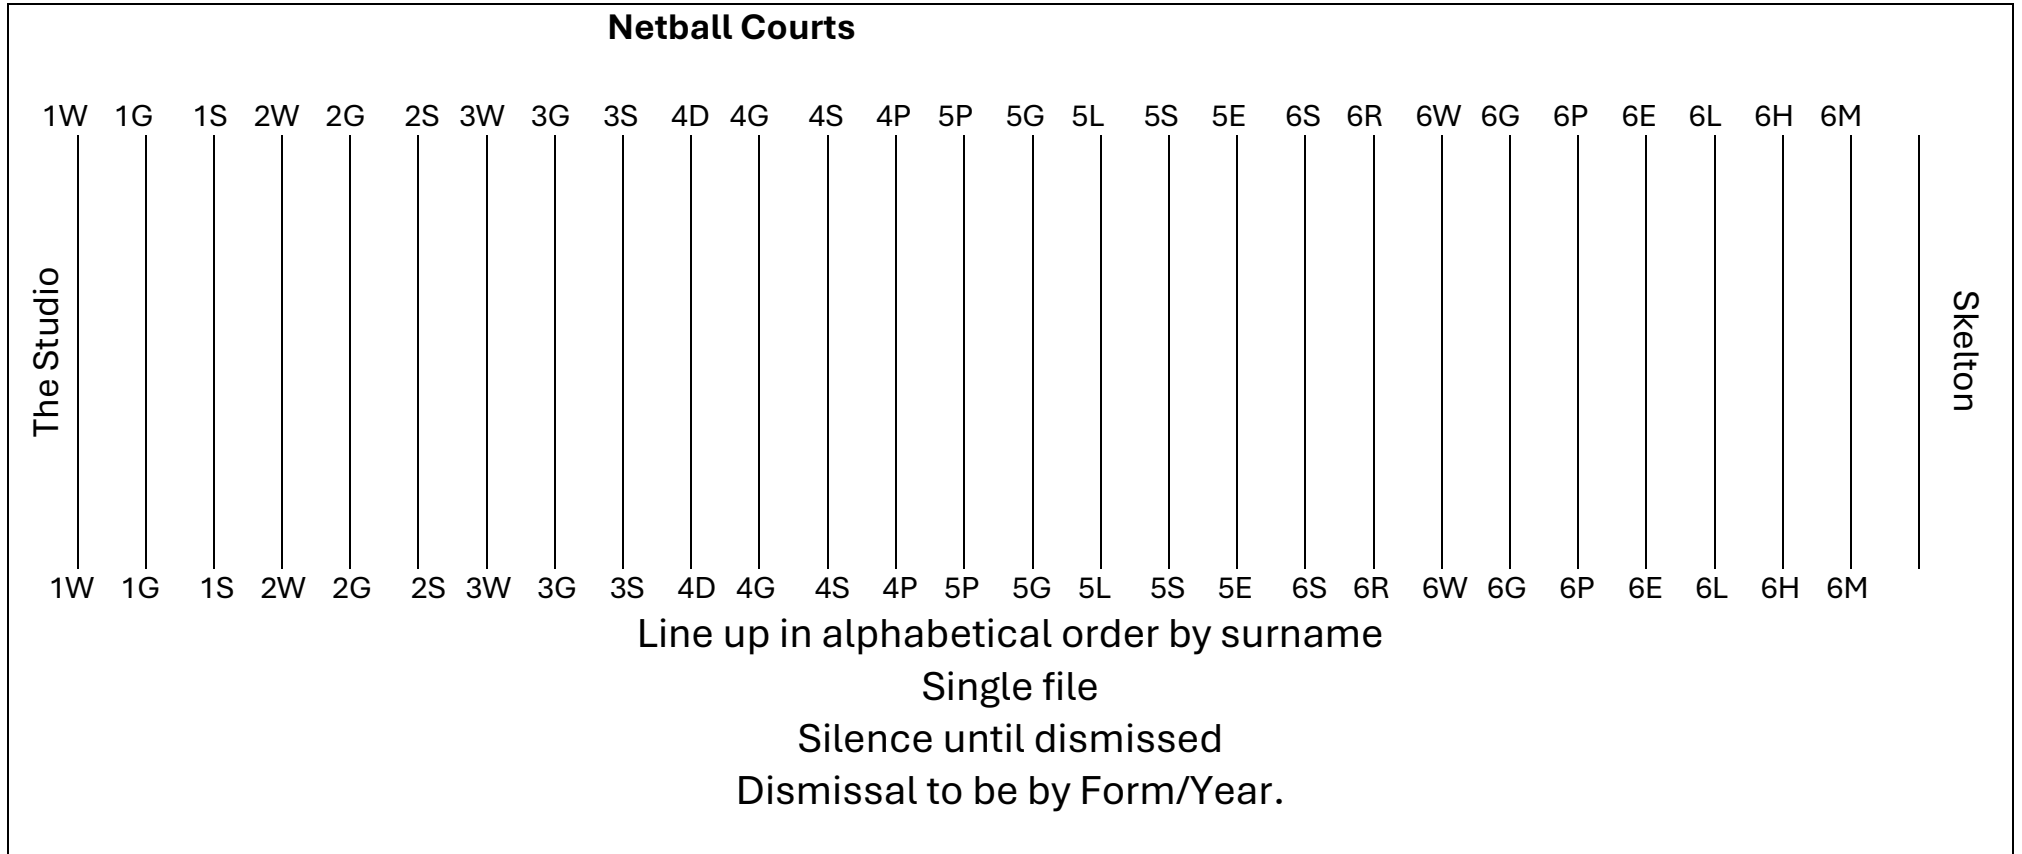 Netball Courts
1W 1G 1S 2W 2G 2S 3W 3G 3S 4D 4G 4S 4P 5P 5G 5L 5S 5E 6S 6R 6W 6G 6P 6E 6L 6H 6M
The Studio
Skelton
1W 1G 1S 2W 2G 2S 3W 3G 3S 4D 4G 4S 4P 5P 5G 5L 5S 5E 6S 6R 6W 6G 6P 6E 6L 6H 6M
Line up in alphabetical order by surname
Single file
Silence until dismissed
Dismissal to be by Form/Year.